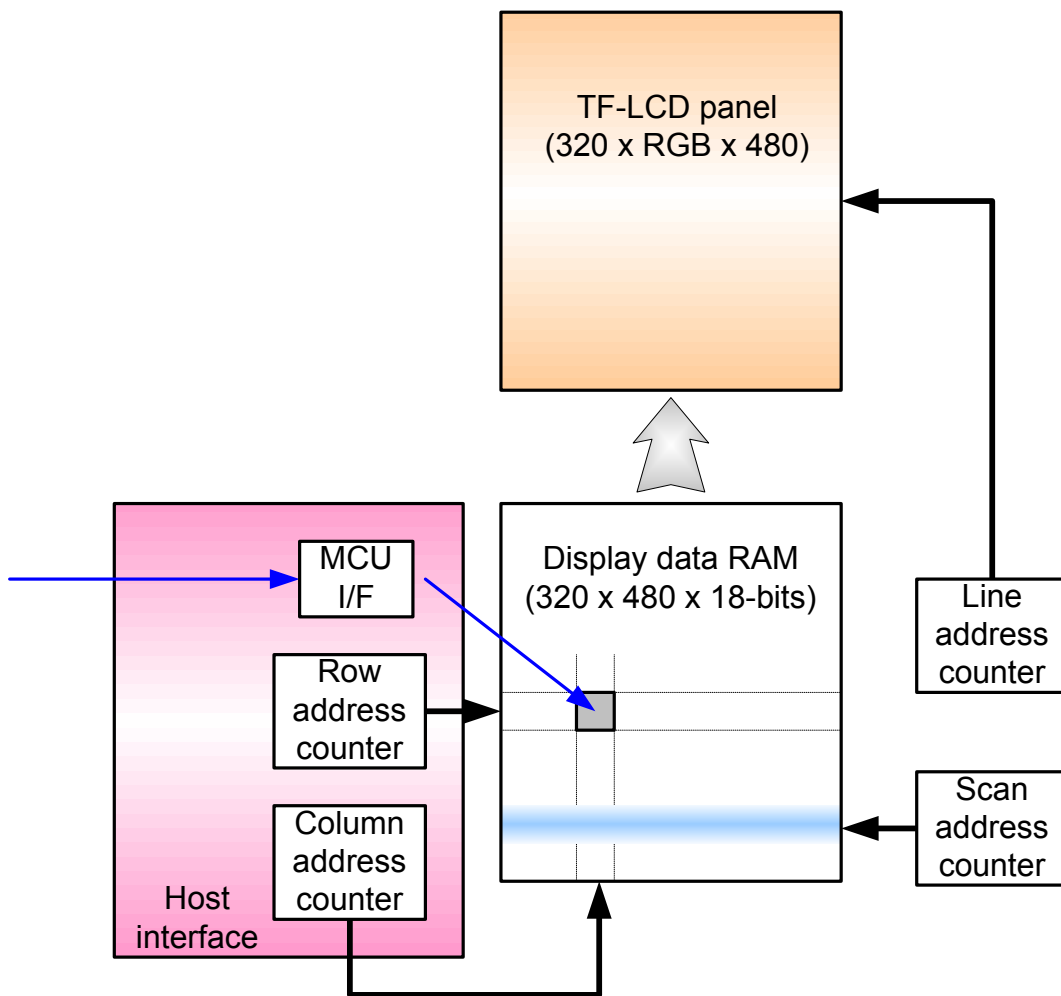 TF-LCD panel
(320 x RGB x 480)
MCU
I/F
Display data RAM
(320 x 480 x 18-bits)
Line
address
counter
Row
address
counter
Scan
address
counter
Column
address
counter
Host
interface